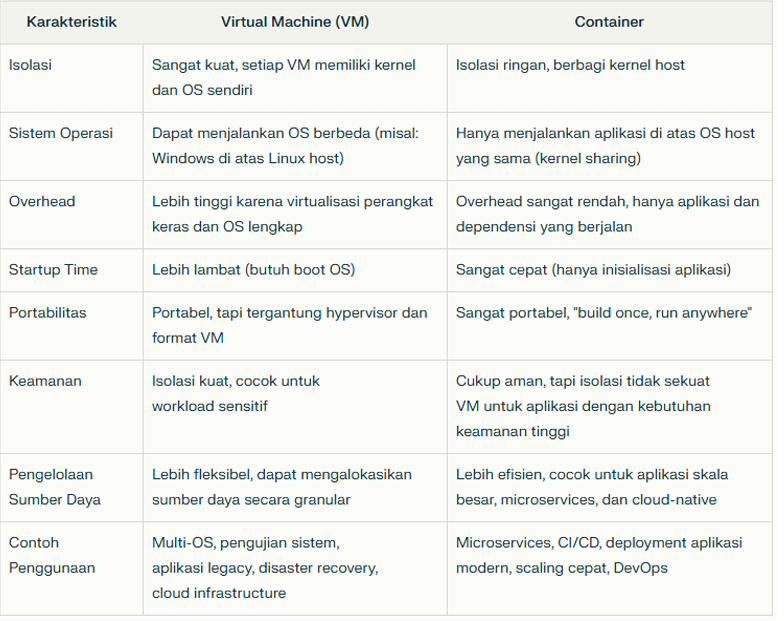 Karakteristik Virtual Machine (VM) Container
Isolasi Sangat kuat, setiap VM memiliki kernel Isolasi ringan, berbagi kernel host
dan OS sendiri
Sistem Operasi Dapat menjalankan OS berbeda (misal: Hanya menjalankan aplikasi di atas OS host
Windows di atas Linux host) yang sama (kernel sharing)
Overhead Lebih tinggi karena virtualisasi perangkat Overhead sangat rendah, hanya aplikasi dan
keras dan OS lengkap dependensi yang berjalan
Startup Time Lebih lambat (butuh boot OS) Sangat cepat (hanya inisialisasi aplikasi)
Portabilitas Portabel, tapi tergantung hypervisor dan Sangat portabel, "build once, run anywhere"
format VM
Keamanan Isolasi kuat, cocok untuk Cukup aman, tapi isolasi tidak sekuat
workload sensitif VM untuk aplikasi dengan kebutuhan
keamanan tinggi
Pengelolaan Lebih fleksibel, dapat mengalokasikan Lebih efisien, cocok untuk aplikasi skala
Sumber Daya sumber daya secara granular besar, microservices, dan cloud-native
Contoh Multi-OS, pengujian sistem, Microservices, CI/CD, deployment aplikasi
Penggunaan aplikasi legacy, disaster recovery, modern, scaling cepat, DevOps
cloud infrastructure